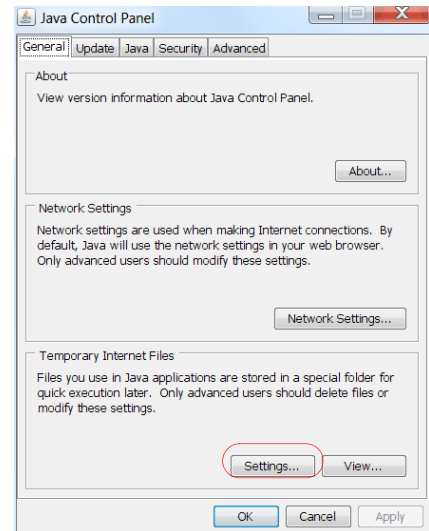 Java Control Panel
General Update Java Security Advanced
About
View version information about Java Control Panel.
About...
Network Settings
Network settings are used when making Internet connections. By
default, Java will use the network settings in your web browser.
Only advanced users should modify these settings.
Network Settings...
Temporary Internet Files
Files you use in Java applications are stored in a special folder for
quick execution later. Only advanced users should delete files or
modify these settings.
Settings... View...
OK Cancel Apply